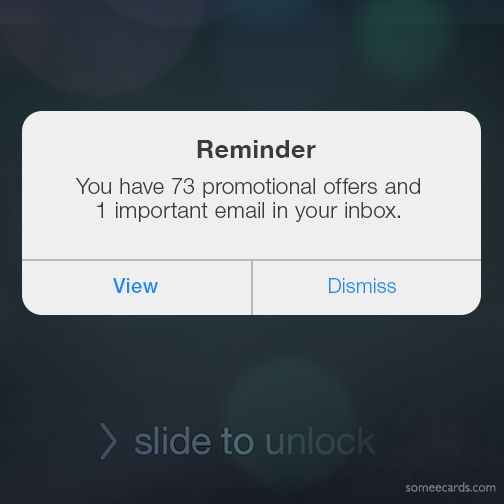 Reminder
You have 73 promotional offers and
1 important email in your inbox.
View
Dismiss
slide to unlock
someecards.com